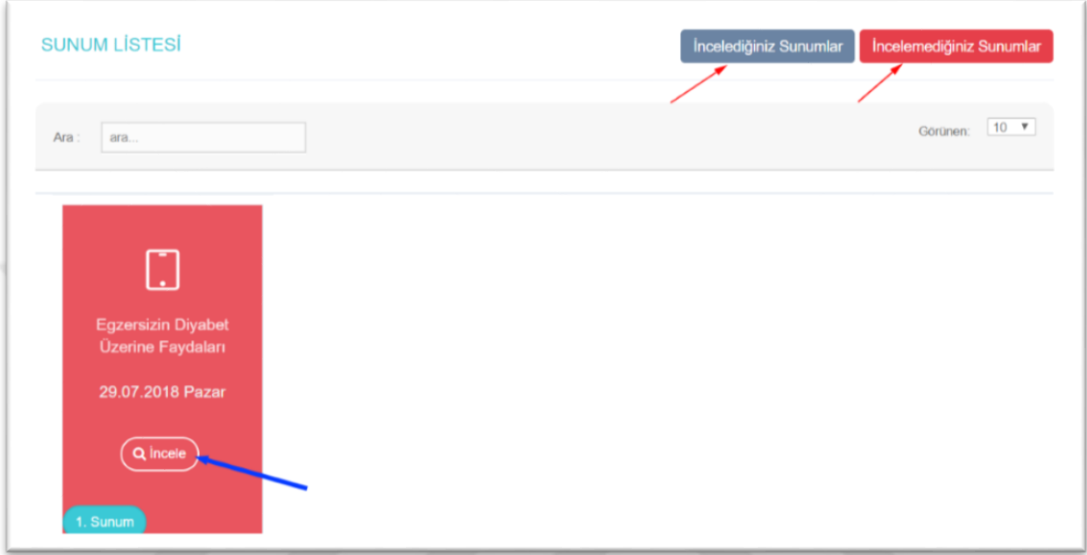 SUNUM LİSTESİ
İncelediğiniz Sunumlar
İncelemediğiniz Sunumlar
Ara :
ara...
Görünen:
10
Egzersizin Diyabet
Üzerine Faydaları
29.07.2018 Pazar
İncele
1. Sunum